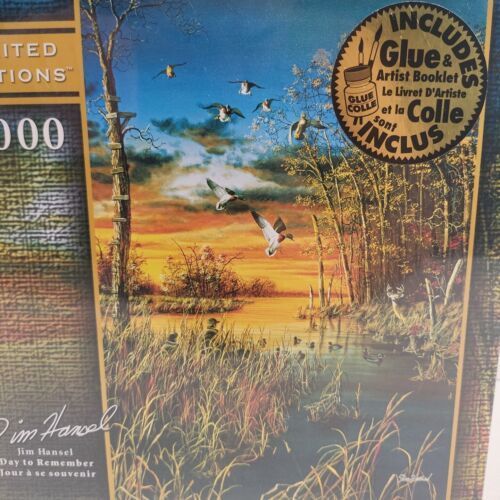 ITED
TIONS™
000
INCLUDES
Glue &
Artist Booklet
Le Livret D'Artiste
et la Colle
sont
INCLUS
GLUE
COLLE
Jim Hansel
Jim Hansel
Day to Remember
Jour à se souvenir